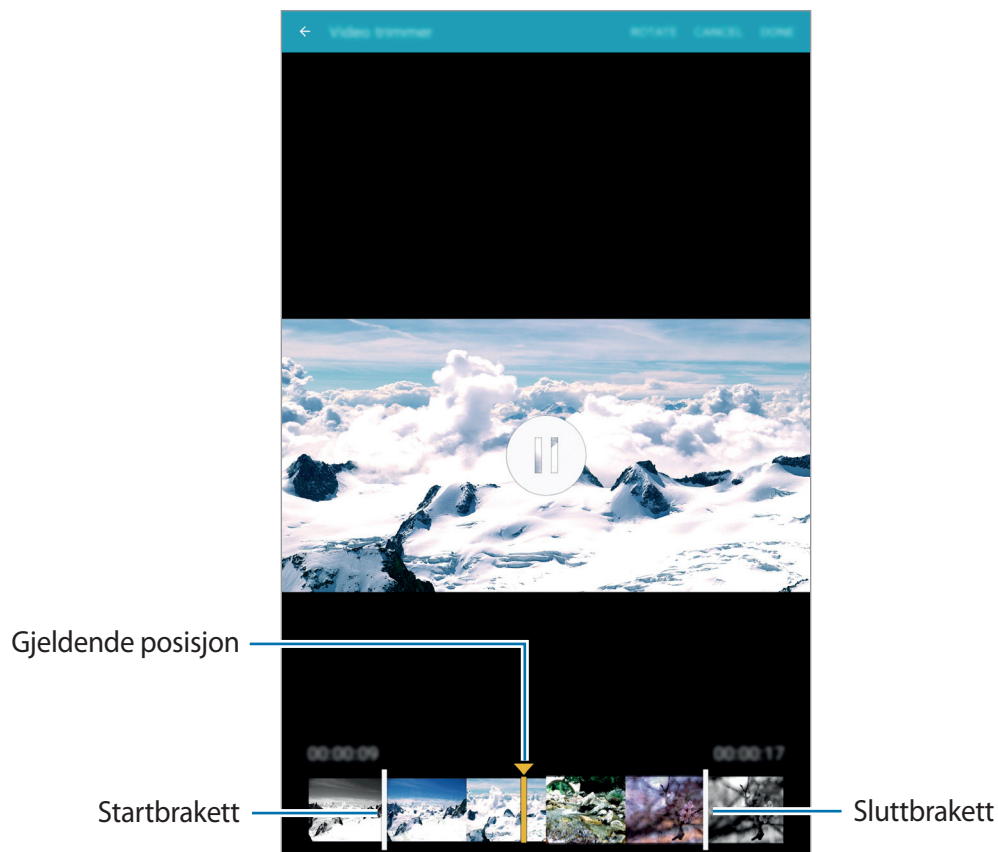 Video trimmer
ROTATE CANCEL DONE
Gjeldende posisjon
00:00:09
00:00:17
Startbrakett
Sluttbrakett